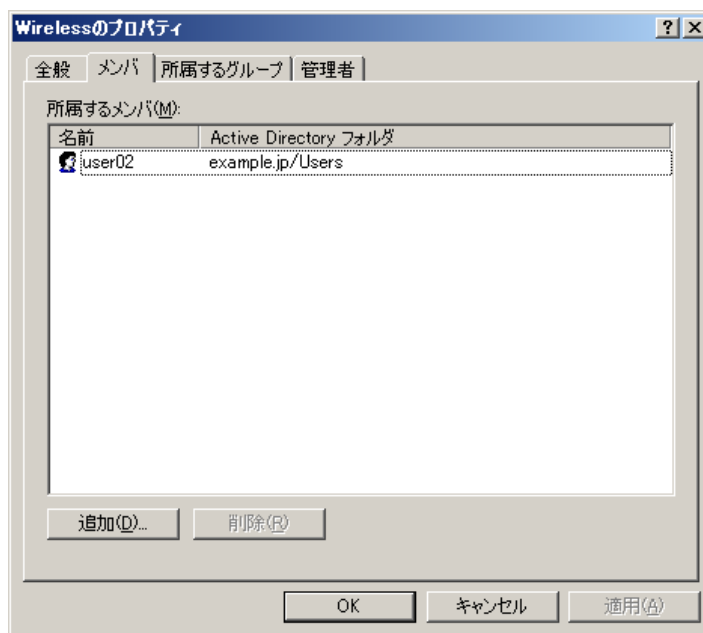 Wirelessのプロパティ
全般 メンバ 所属するグループ 管理者
所属するメンバ(M):
名前 Active Directory フォルダ
user02 example.jp/Users
追加(D)... 削除(R)
OK キャンセル 適用(A)